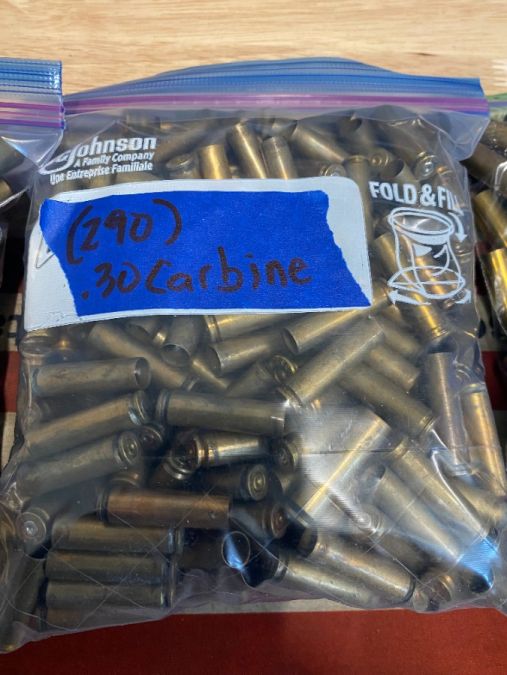 Johnson
A Family Company
Une Entreprise Familiale
FOLD & FILL
(290)
.30 Carbine